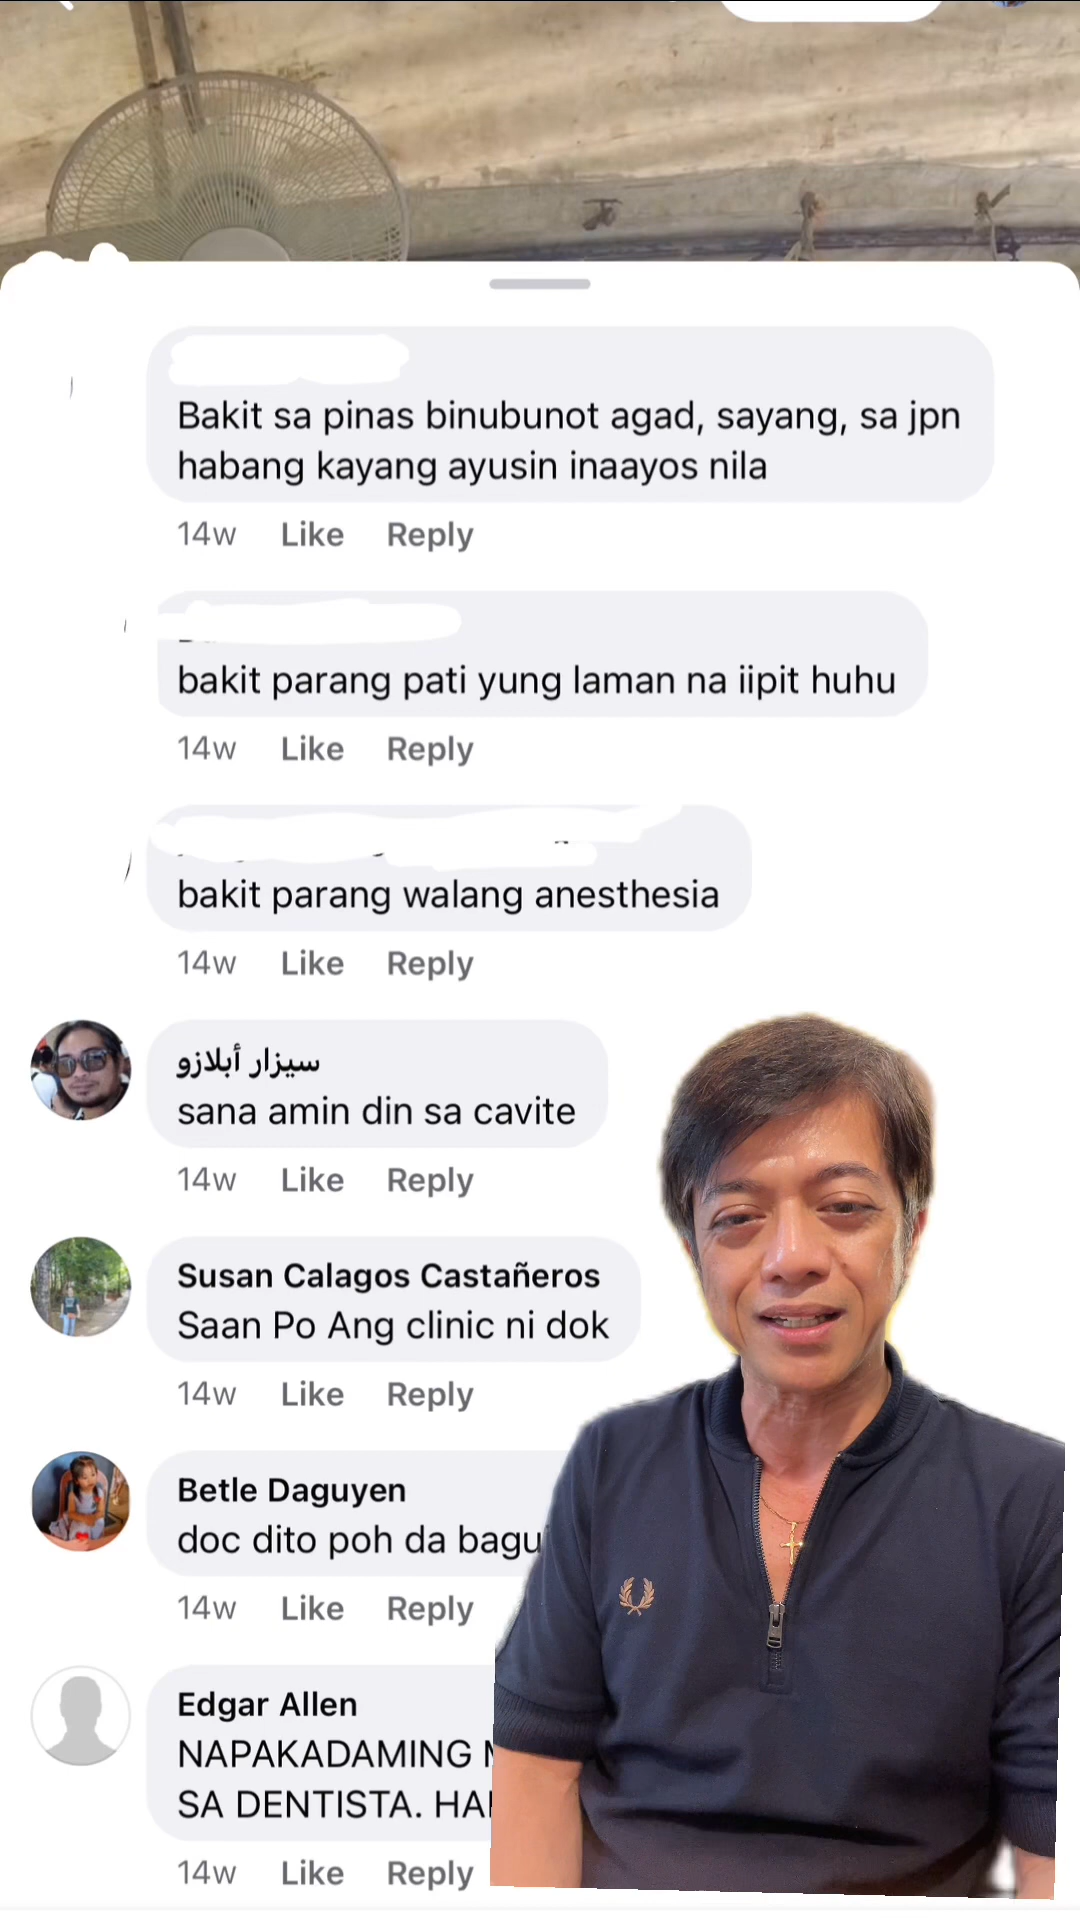 Bakit sa pinas binubunot agad, sayang, sa jpn
habang kayang ayusin inaayos nila
14w Like Reply
bakit parang pati yung laman na iipit huhu
14w Like Reply
bakit parang walang anesthesia
14w Like Reply
سيزار أبلازو
sana amin din sa cavite
14w Like Reply
Susan Calagos Castañeros
Saan Po Ang clinic ni dok
14w Like Reply
Betle Daguyen
doc dito poh da bagu
14w Like Reply
Edgar Allen
NAPAKADAMING
SA DENTISTA.
14w Like Reply